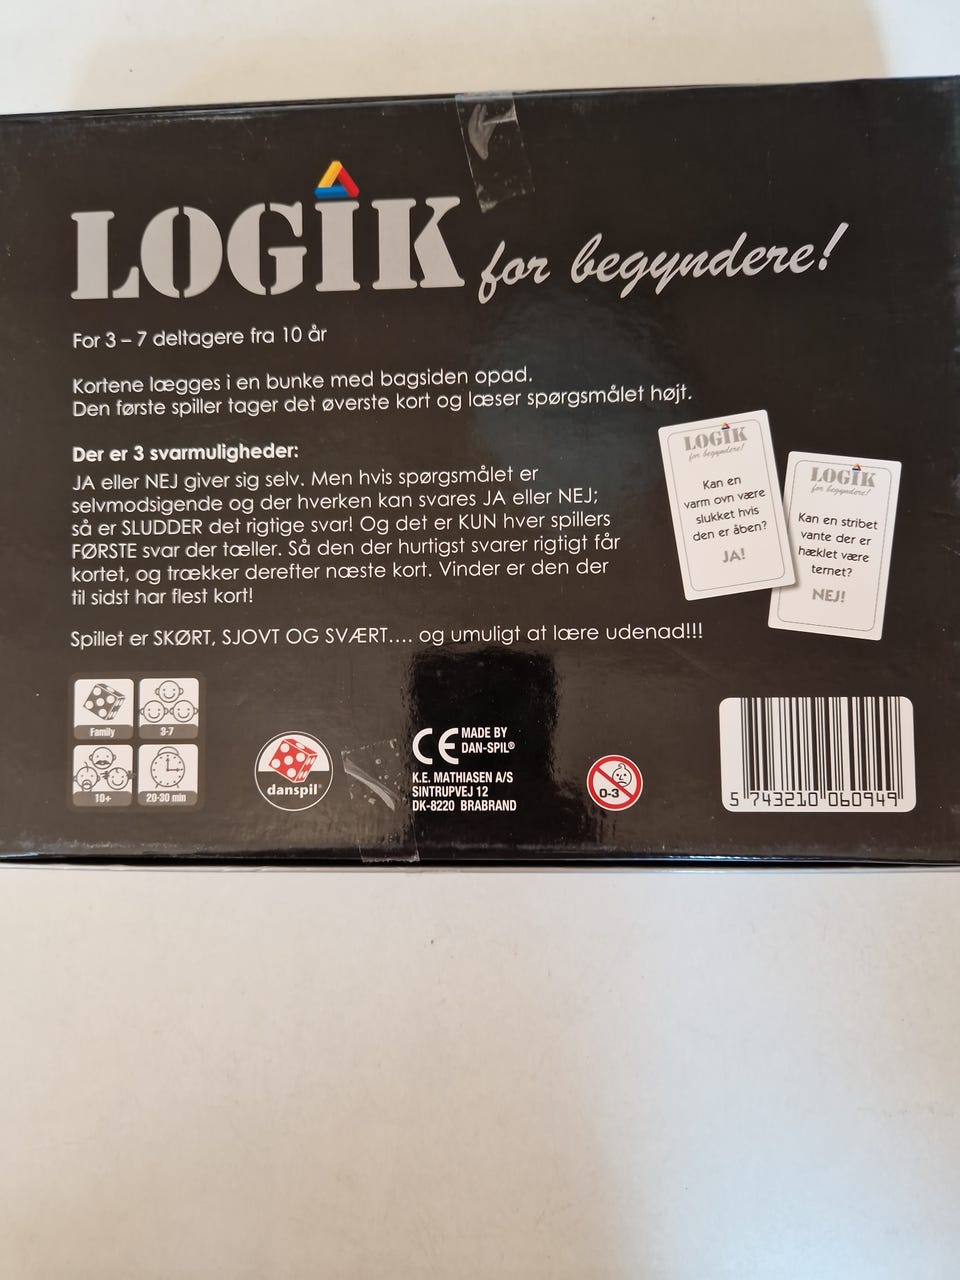 LOGIK for begyndere!
For 3 – 7 deltagere fra 10 år
Kortene lægges i en bunke med bagsiden opad.
Den første spiller tager det øverste kort og læser spørgsmålet højt.
Der er 3 svarmuligheder:
JA eller NEJ giver sig selv. Men hvis spørgsmålet er
selvmodsigende og der hverken kan svares JA eller NEJ;
så er SLUDDER det rigtige svar! Og det er KUN hver spillers
FØRSTE svar der tæller. Så den der hurtigst svarer rigtigt får
kortet, og trækker derefter næste kort. Vinder er den der
til sidst har flest kort!
Spillet er SKØRT, SJOVT OG SVÆRT.... og umuligt at lære udenad!!!
LOGIK
for begyndere!
Kan en
varm ovn være
slukket hvis
den er åben?
JA!
LOGIK
for begyndere!
Kan en stribet
vante der er
hæklet være
ternet?
NEJ!
Family
3-7
10+
20-30 min
danspil®
CE
MADE BY
DAN-SPIL®
K.E. MATHIASEN A/S
SINTRUPVEJ 12
DK-8220 BRABRAND
0-3
5 743210 060949